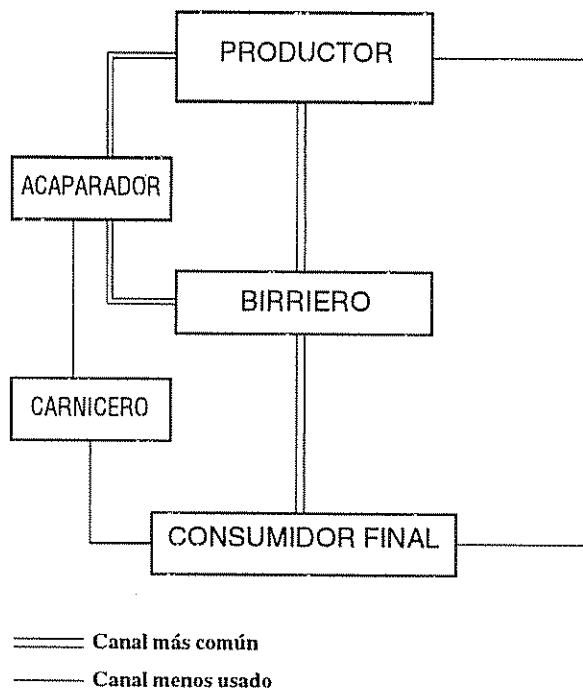 PRODUCTOR
ACAPARADOR
BIRRIERO
CARNICERO
CONSUMIDOR FINAL
Canal más común
Canal menos usado